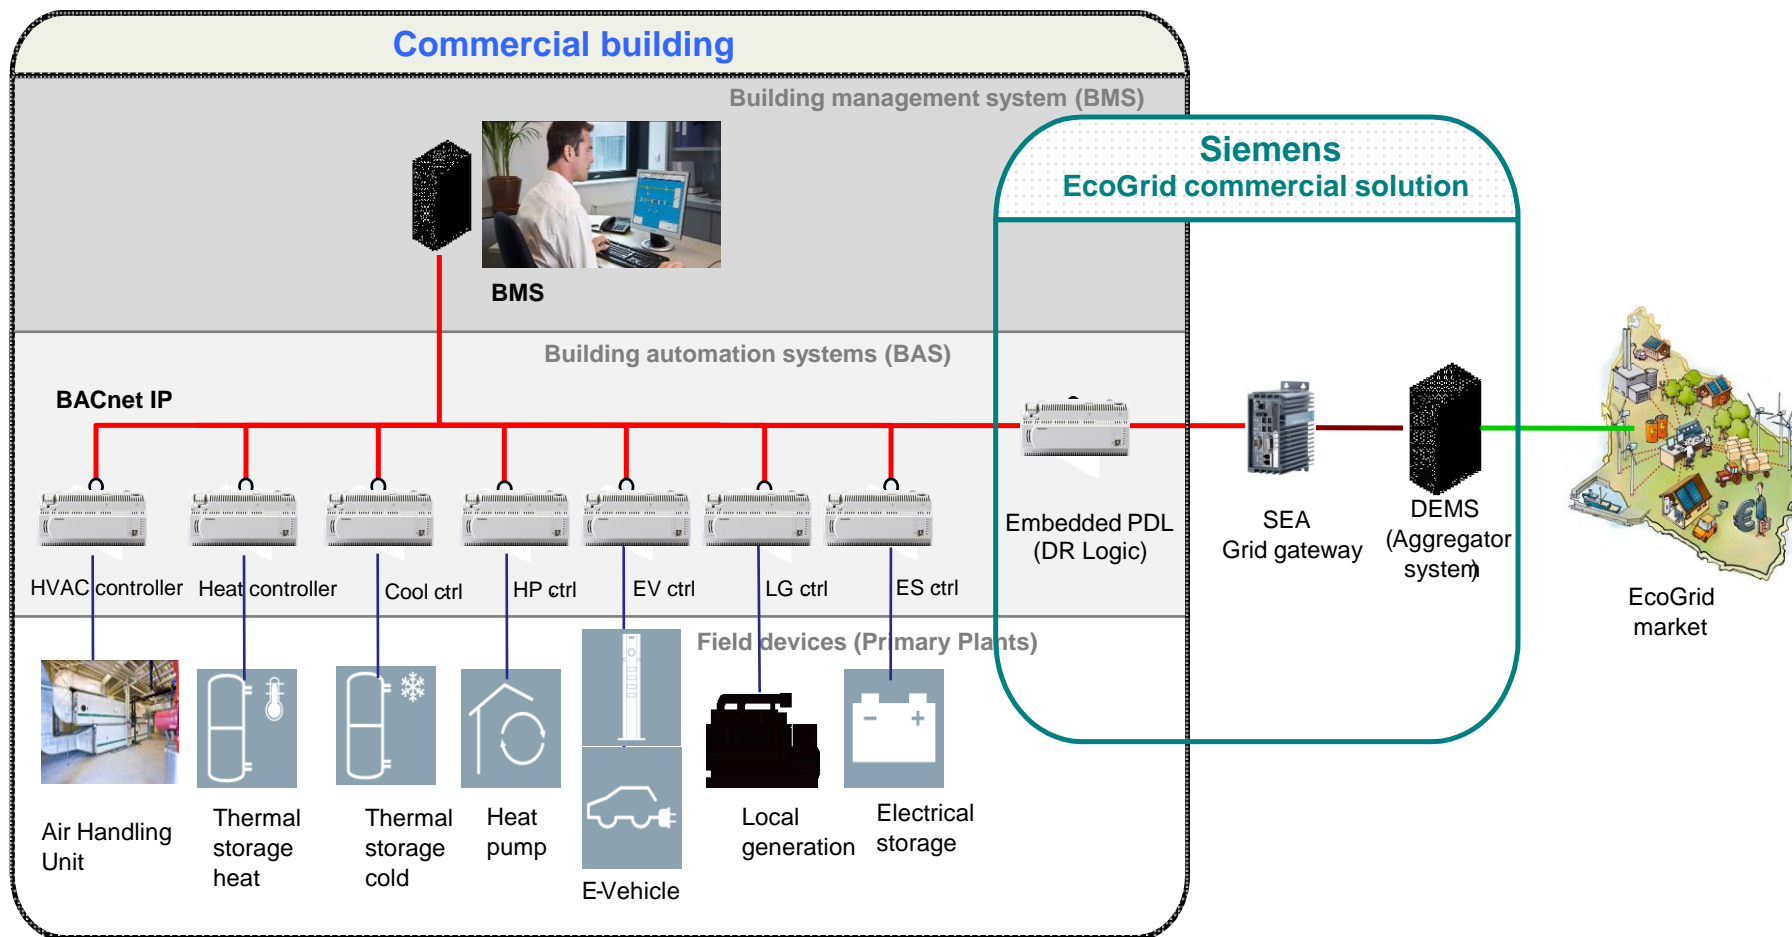 Commercial building
Building management system (BMS)
Siemens
EcoGrid commercial solution
BMS
Building automation systems (BAS)
BACnet IP
Embedded PDL
(DR Logic)
SEA
Grid gateway
DEMS
(Aggregator
system)
EcoGrid
market
HVAC controller
Heat controller
Cool ctrl
HP ctrl
EV ctrl
LG ctrl
ES ctrl
Field devices (Primary Plants)
Air Handling
Unit
Thermal
storage
heat
Thermal
storage
cold
Heat
pump
E-Vehicle
Local
generation
Electrical
storage